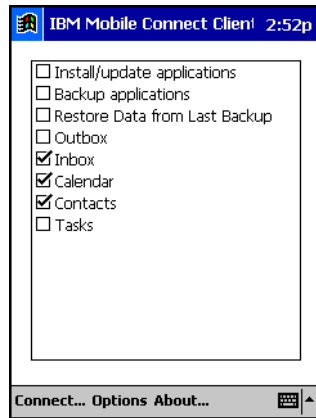 IBM Mobile Connect Client 2:52p
Install/update applications
Backup applications
Restore Data from Last Backup
Outbox
Inbox
Calendar
Contacts
Tasks
Connect... Options About...